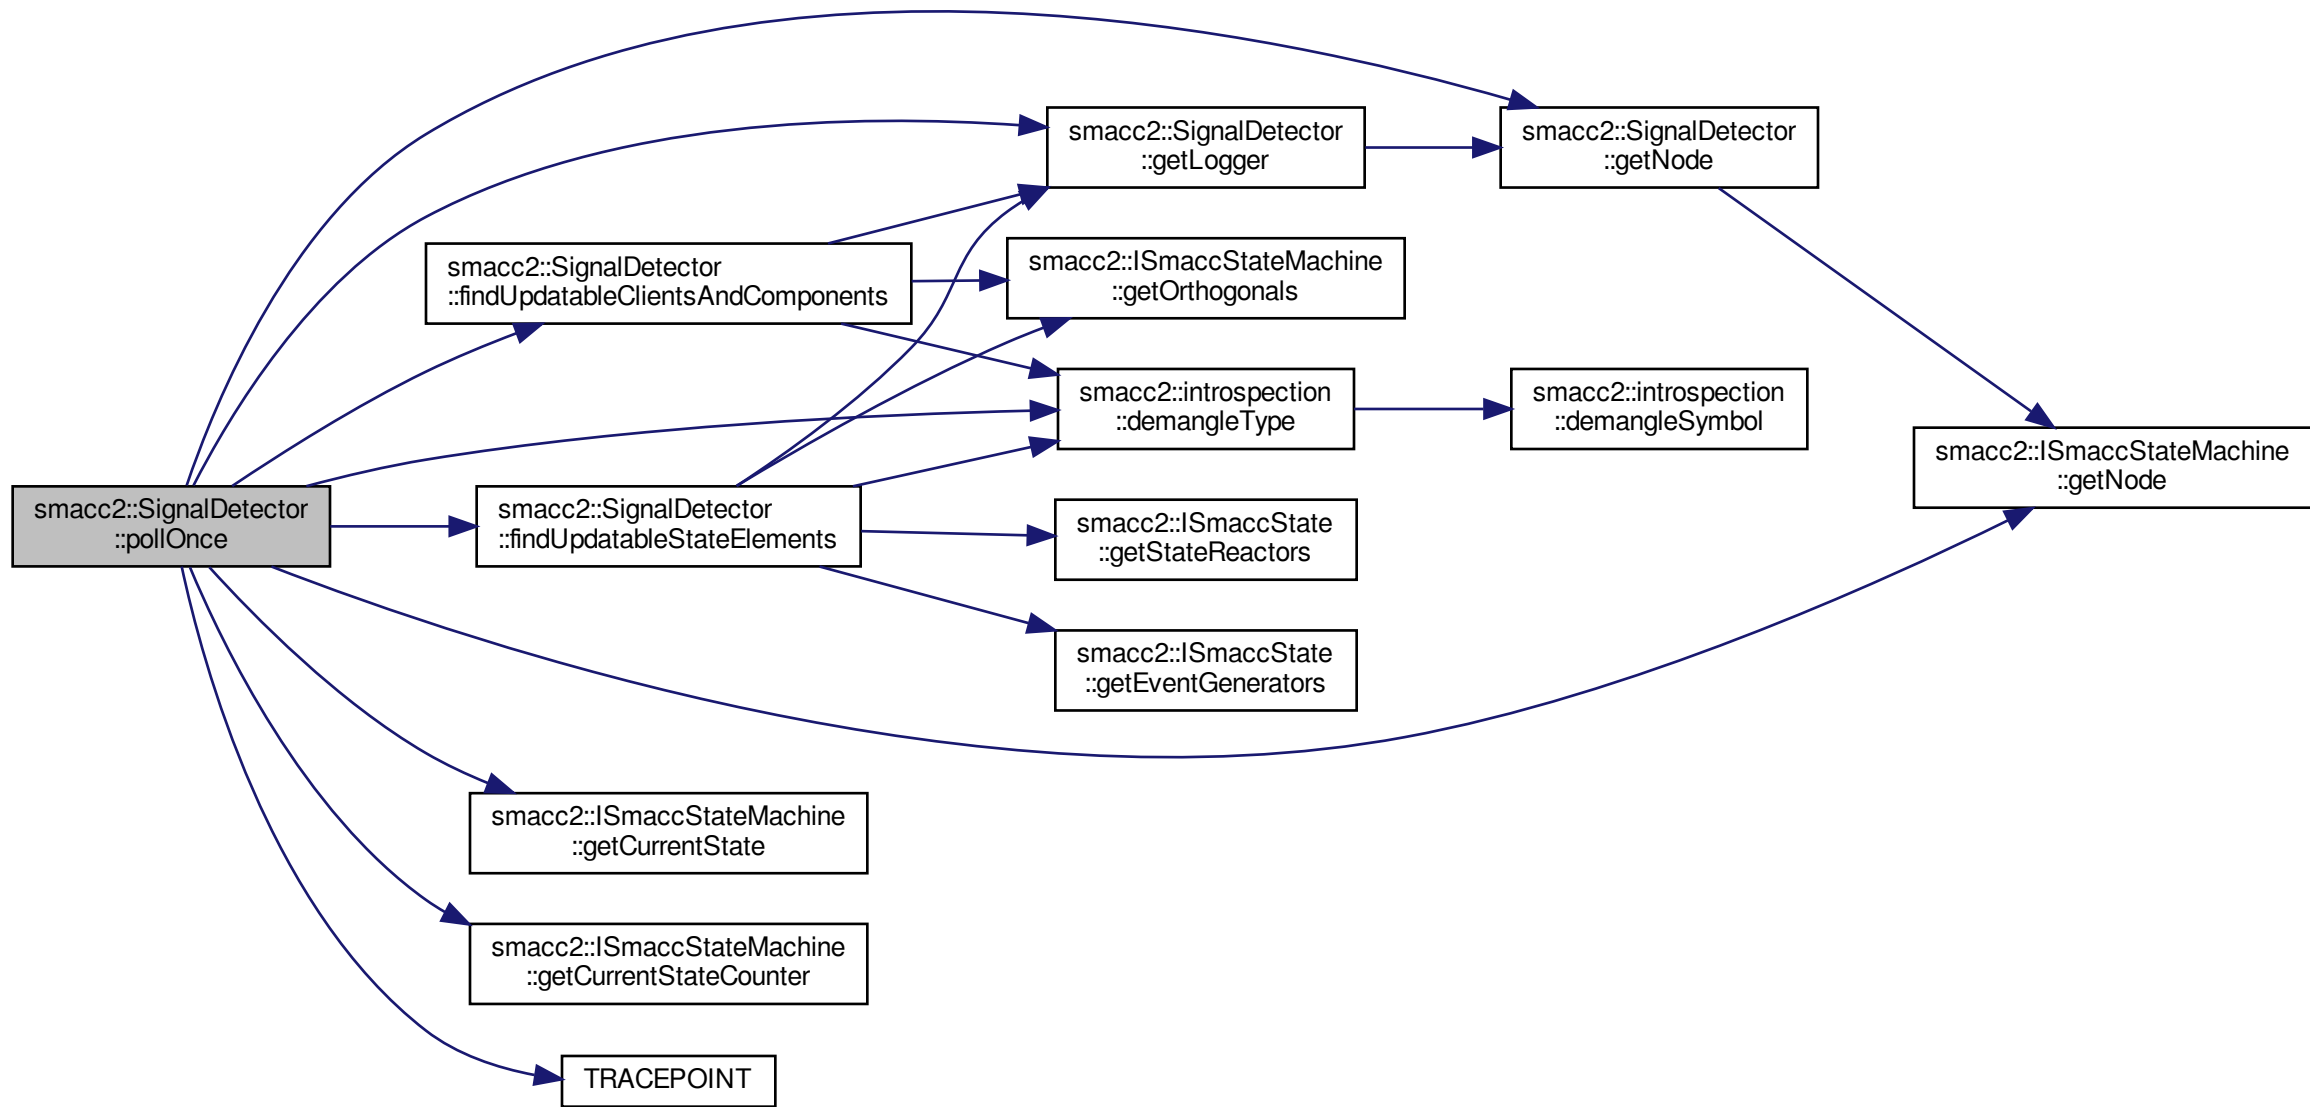 smacc2::SignalDetector
::pollOnce
smacc2::SignalDetector
::findUpdatableClientsAndComponents
smacc2::SignalDetector
::findUpdatableStateElements
smacc2::ISmaccStateMachine
::getCurrentState
smacc2::ISmaccStateMachine
::getCurrentStateCounter
TRACEPOINT
smacc2::SignalDetector
::getLogger
smacc2::ISmaccStateMachine
::getOrthogonals
smacc2::introspection
::demangleType
smacc2::ISmaccState
::getStateReactors
smacc2::ISmaccState
::getEventGenerators
smacc2::SignalDetector
::getNode
smacc2::introspection
::demangleSymbol
smacc2::ISmaccStateMachine
::getNode